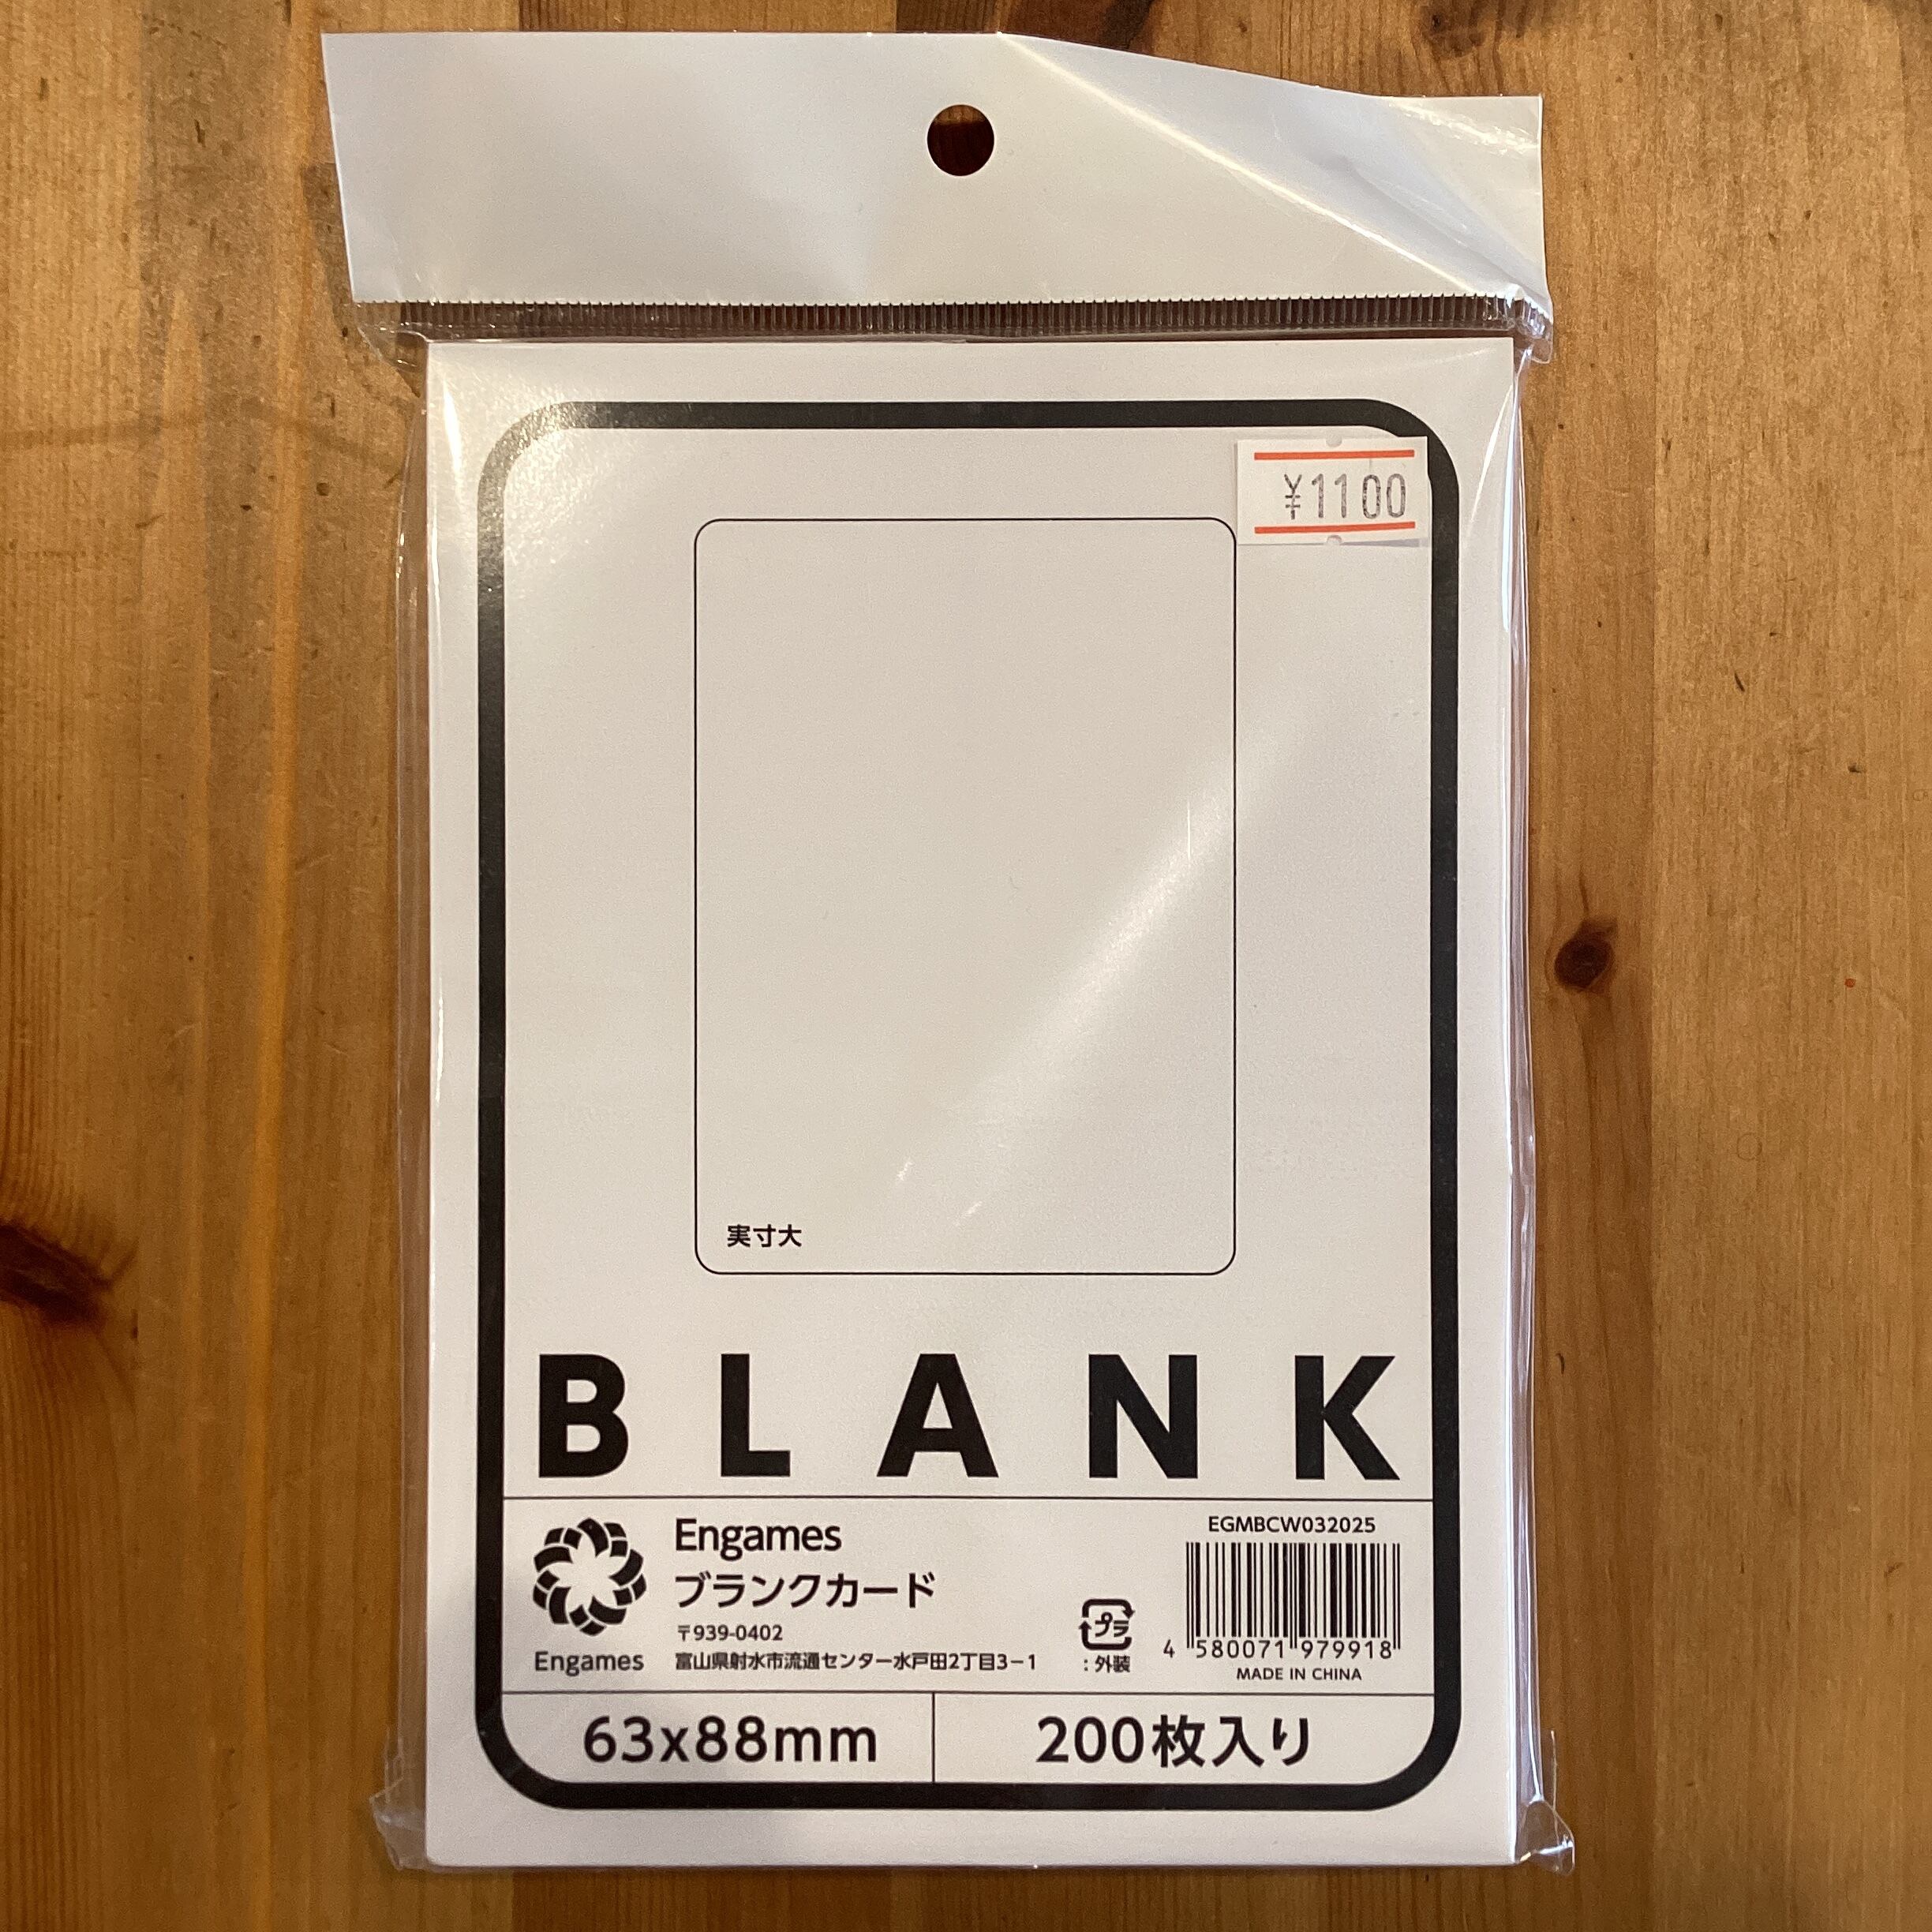 ¥1100
実寸大
BLANK
Engames
Engames
ブランクカード
〒939-0402
富山県射水市流通センター水戸田2丁目3-1
プラ
:外装
EGMBCW032025
4 580071 979918
MADE IN CHINA
63x88mm
200枚入り